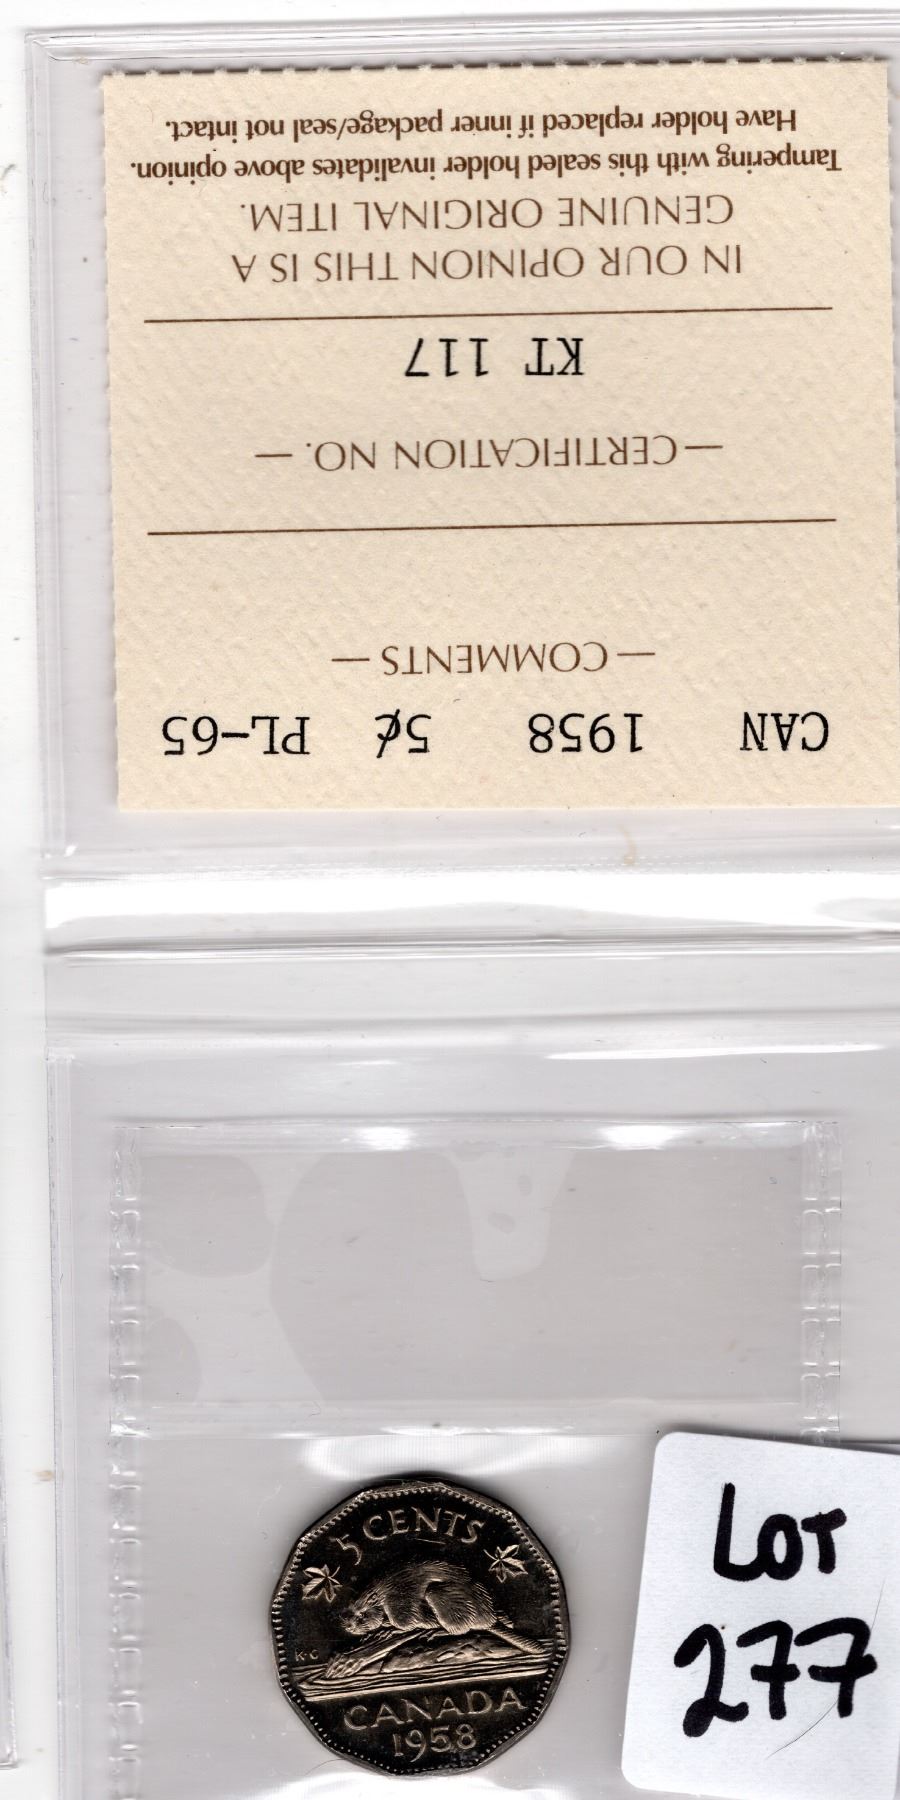 CAN 1958 5¢ PL-65
— COMMENTS —
— CERTIFICATION NO. —
KT 117
IN OUR OPINION THIS IS A
GENUINE ORIGINAL ITEM.
Tampering with this sealed holder invalidates above opinion.
Have holder replaced if inner package/seal not intact.
5 CENTS
K·G
CANADA
1958
LOT
277